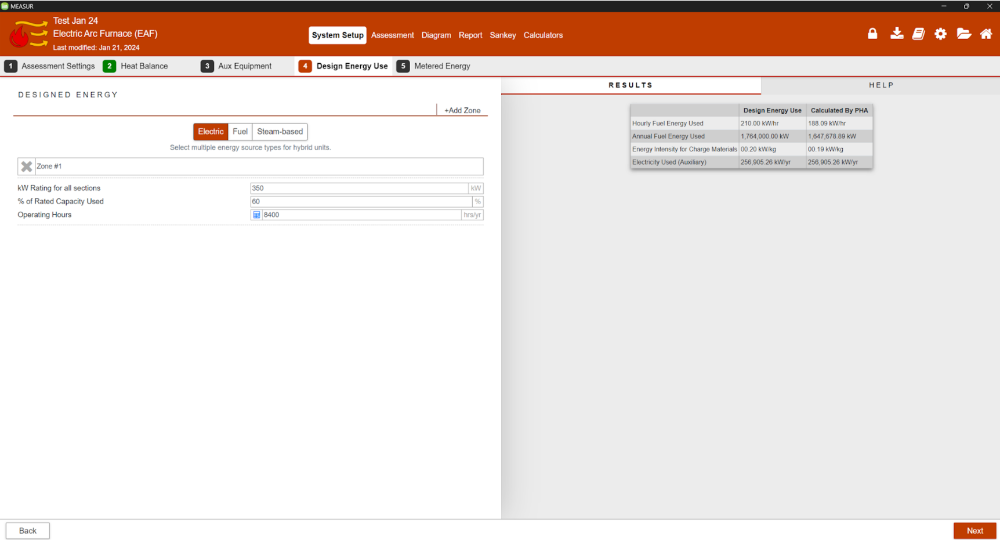 MEASUR
Test Jan 24
Electric Arc Furnace (EAF)
Last modified: Jan 21, 2024
System Setup Assessment Diagram Report Sankey Calculators
1 Assessment Settings 2 Heat Balance 3 Aux Equipment 4 Design Energy Use 5 Metered Energy
DESIGNED ENERGY
+Add Zone
Electric Fuel Steam-based
Select multiple energy source types for hybrid units.
Zone #1
kW Rating for all sections 350 kW
% of Rated Capacity Used 60 %
Operating Hours 8400 hrs/yr
RESULTS HELP
Design Energy Use Calculated By PHA
Hourly Fuel Energy Used 210.00 kW/hr 188.09 kW/hr
Annual Fuel Energy Used 1,764,000.00 kW 1,647,678.89 kW
Energy Intensity for Charge Materials 00.20 kW/kg 00.19 kW/kg
Electricity Used (Auxiliary) 256,905.26 kW/yr 256,905.26 kW/yr
Back Next